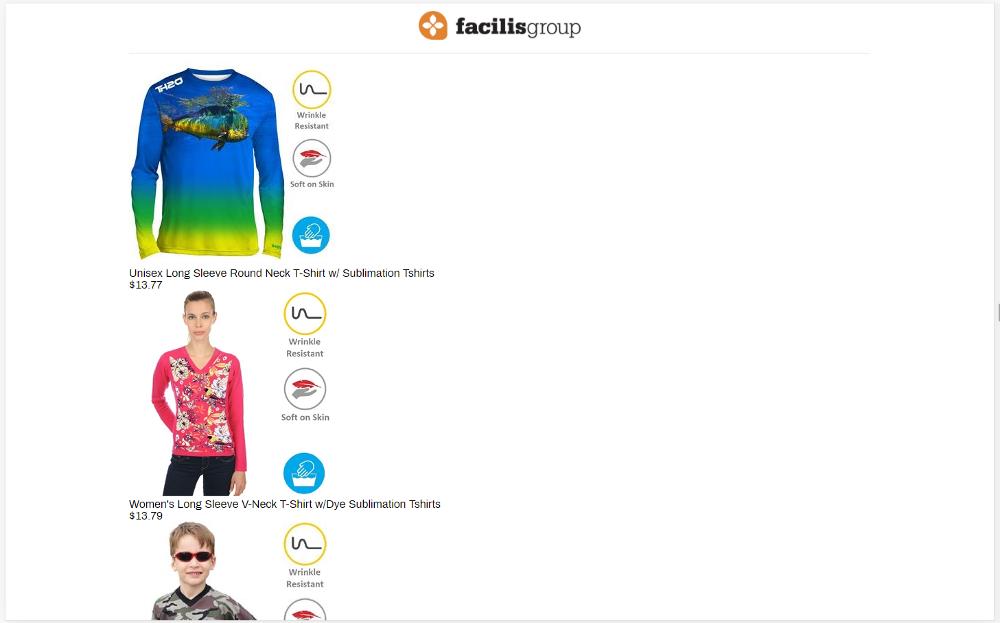 facilisgroup
TH2O
Wrinkle
Resistant
Soft on Skin
TH2O
Unisex Long Sleeve Round Neck T-Shirt w/ Sublimation Tshirts
$13.77
Wrinkle
Resistant
Soft on Skin
Women's Long Sleeve V-Neck T-Shirt w/Dye Sublimation Tshirts
$13.79
Wrinkle
Resistant